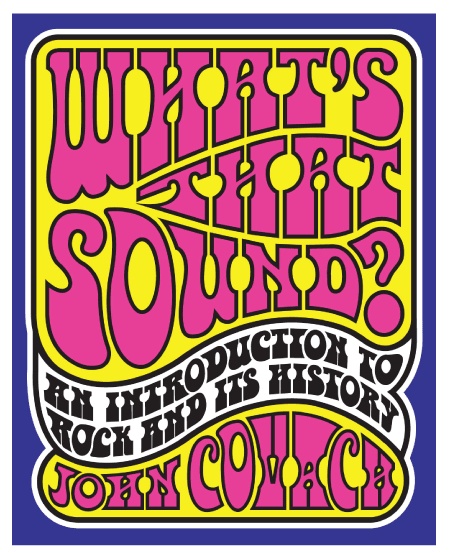 WHAT'S
THAT
SOUND?
AN INTRODUCTION TO
ROCK AND ITS HISTORY
JOHN COVACH